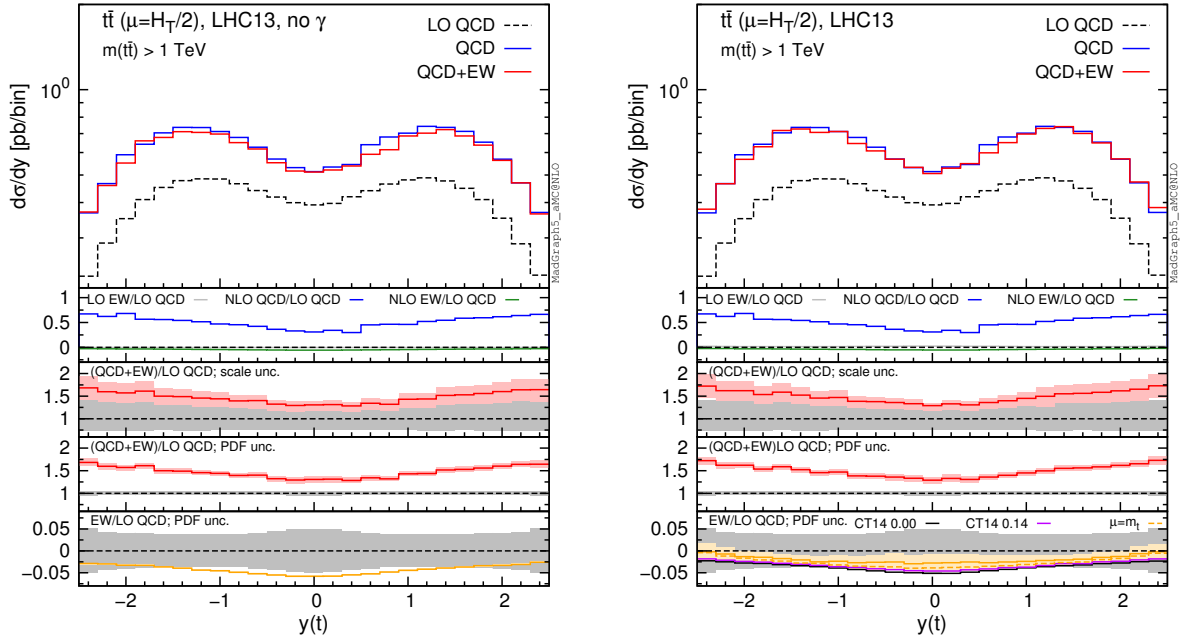 tt̄ (μ=H_T/2), LHC13, no γ
m(tt̄) > 1 TeV
LO QCD
QCD
QCD+EW
10^0
dσ/dy [pb/bin]
MadGraph5_aMC@NLO
LO EW/LO QCD NLO QCD/LO QCD NLO EW/LO QCD
1
0.5
0
(QCD+EW)/LO QCD; scale unc.
2
1.5
1
(QCD+EW)/LO QCD; PDF unc.
2
1.5
1
EW/LO QCD; PDF unc.
0.05
0
−0.05
−2 −1 0 1 2
y(t)
tt̄ (μ=H_T/2), LHC13
m(tt̄) > 1 TeV
LO QCD
QCD
QCD+EW
10^0
dσ/dy [pb/bin]
MadGraph5_aMC@NLO
LO EW/LO QCD NLO QCD/LO QCD NLO EW/LO QCD
1
0.5
0
(QCD+EW)/LO QCD; scale unc.
2
1.5
1
(QCD+EW)LO QCD; PDF unc.
2
1.5
1
EW/LO QCD; PDF unc. CT14 0.00 CT14 0.14 μ=m_t
0.05
0
−0.05
−2 −1 0 1 2
y(t)